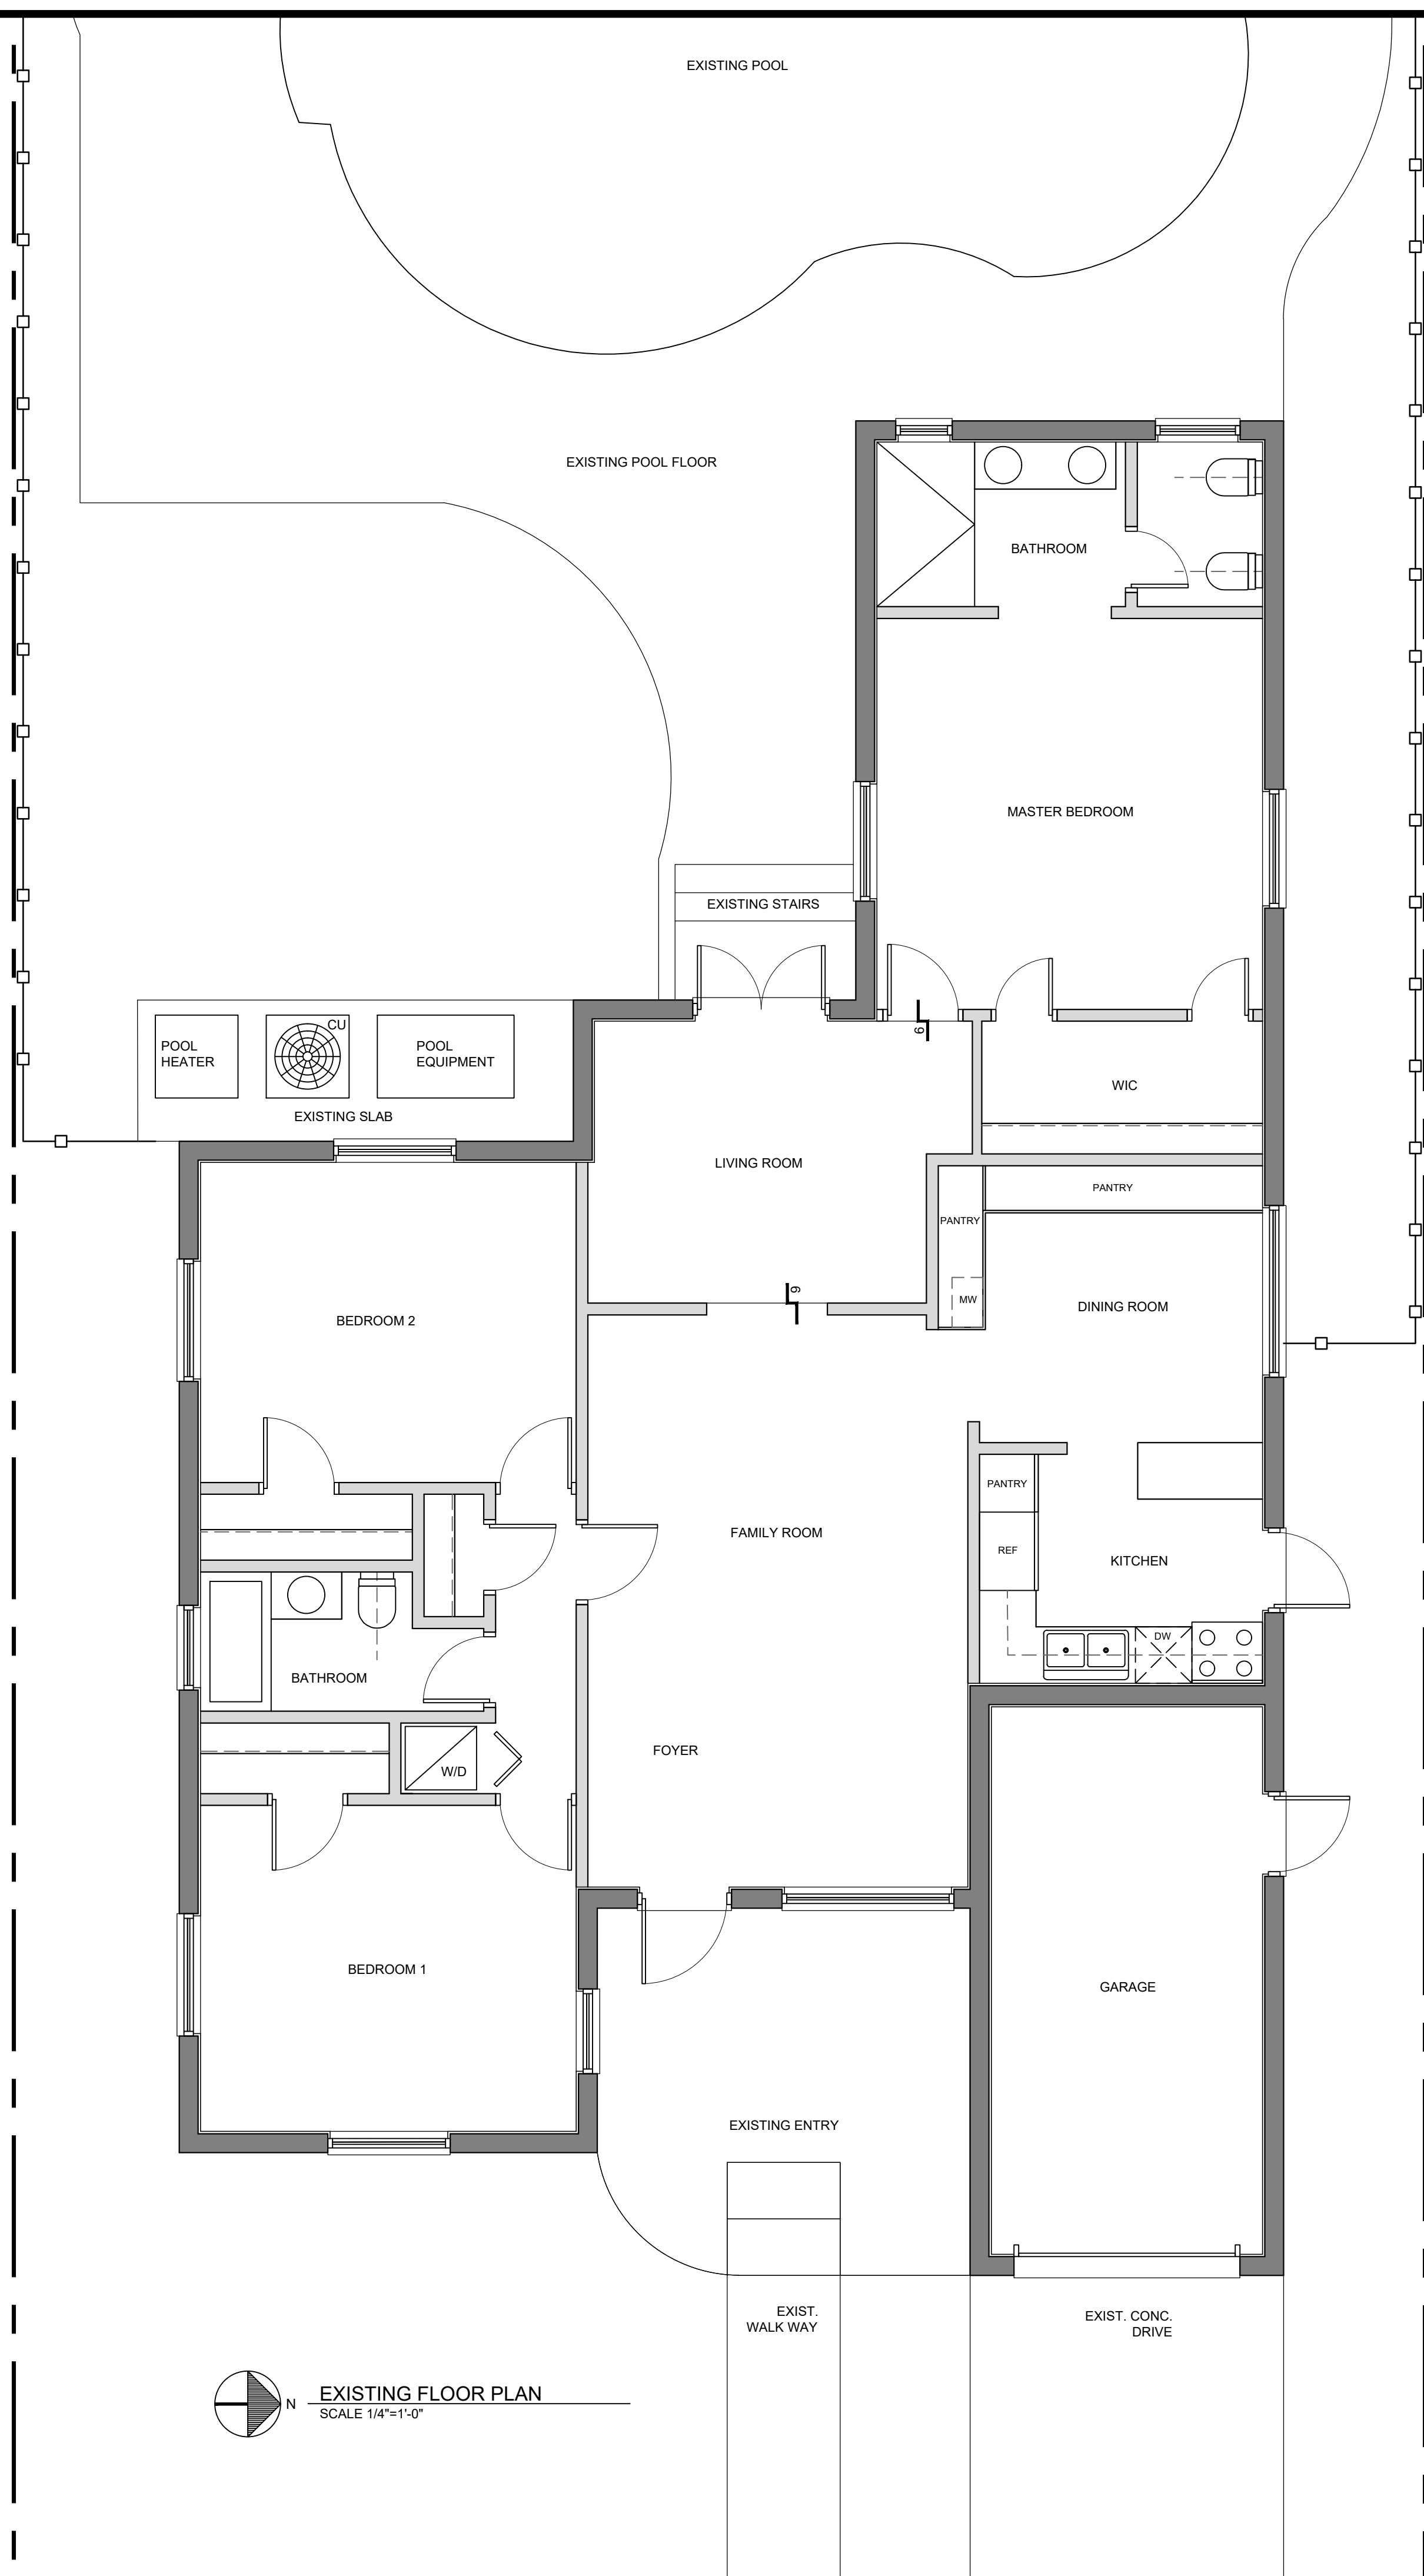 EXISTING POOL
EXISTING POOL FLOOR
BATHROOM
MASTER BEDROOM
EXISTING STAIRS
CU
POOL
HEATER
POOL
EQUIPMENT
EXISTING SLAB
6
WIC
LIVING ROOM
PANTRY
PANTRY
MW
6
DINING ROOM
BEDROOM 2
PANTRY
REF
FAMILY ROOM
KITCHEN
DW
BATHROOM
FOYER
W/D
BEDROOM 1
GARAGE
EXISTING ENTRY
EXIST.
WALK WAY
EXIST. CONC.
DRIVE
N
EXISTING FLOOR PLAN
SCALE 1/4"=1'-0"